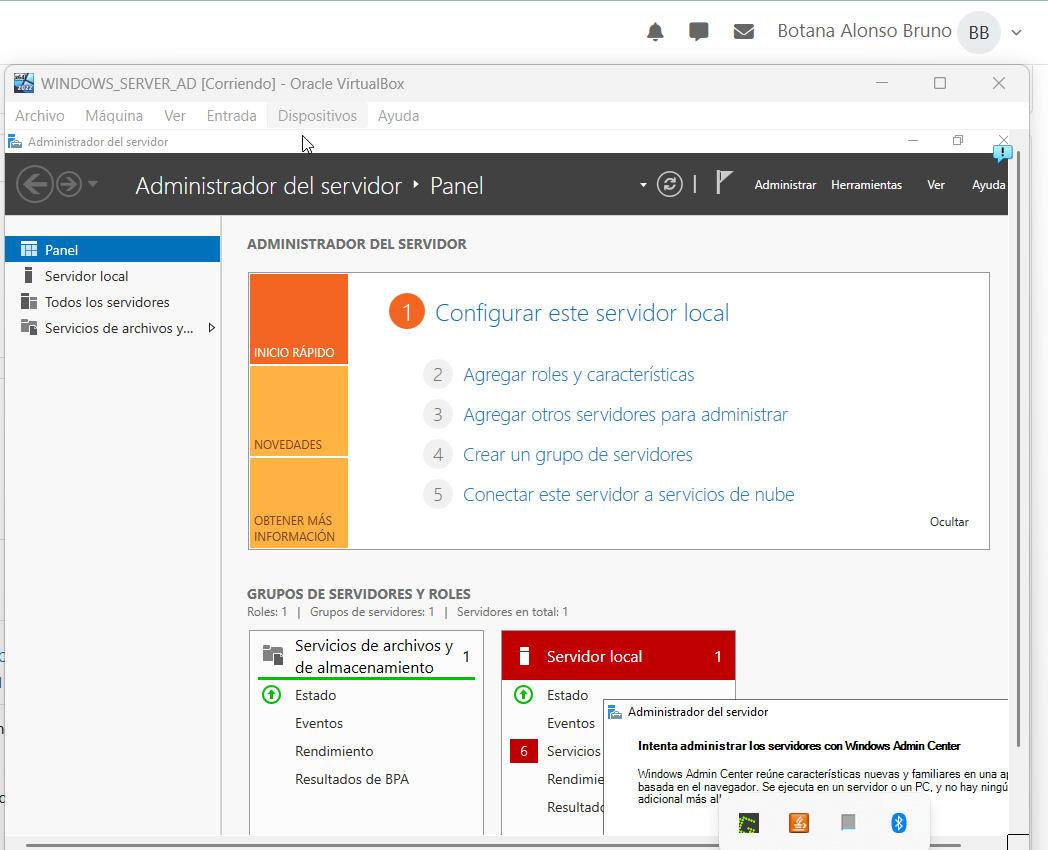 Botana Alonso Bruno BB
WINDOWS_SERVER_AD [Corriendo] - Oracle VirtualBox
Archivo Máquina Ver Entrada Dispositivos Ayuda
Administrador del servidor
Administrador del servidor Panel
Administrar Herramientas Ver Ayuda
Panel
Servidor local
Todos los servidores
Servicios de archivos y...
ADMINISTRADOR DEL SERVIDOR
INICIO RÁPIDO
NOVEDADES
OBTENER MÁS
INFORMACIÓN
1 Configurar este servidor local
2 Agregar roles y características
3 Agregar otros servidores para administrar
4 Crear un grupo de servidores
5 Conectar este servidor a servicios de nube
Ocultar
GRUPOS DE SERVIDORES Y ROLES
Roles: 1 | Grupos de servidores: 1 | Servidores en total: 1
Servicios de archivos y
de almacenamiento
1
Estado
Eventos
Rendimiento
Resultados de BPA
Servidor local 1
Estado
Eventos
6 Servicios
Administrador del servidor
Intenta administrar los servidores con Windows Admin Center
Windows Admin Center reúne características nuevas y familiares en una
basada en el navegador. Se ejecuta en un servidor o un PC, y no hay
adicional más